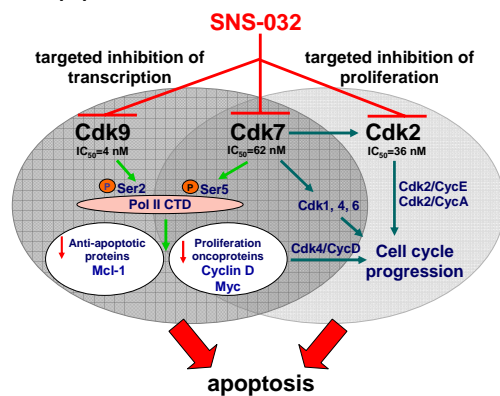 SNS-032
targeted inhibition of
transcription
targeted inhibition of
proliferation
Cdk9
IC50=4 nM
Cdk7
IC50=62 nM
Cdk2
IC50=36 nM
P Ser2
P Ser5
Pol II CTD
Cdk1, 4, 6
Cdk2/CycE
Cdk2/CycA
Anti-apoptotic
proteins
Mcl-1
Proliferation
oncoproteins
Cyclin D
Myc
Cdk4/CycD
Cell cycle
progression
apoptosis